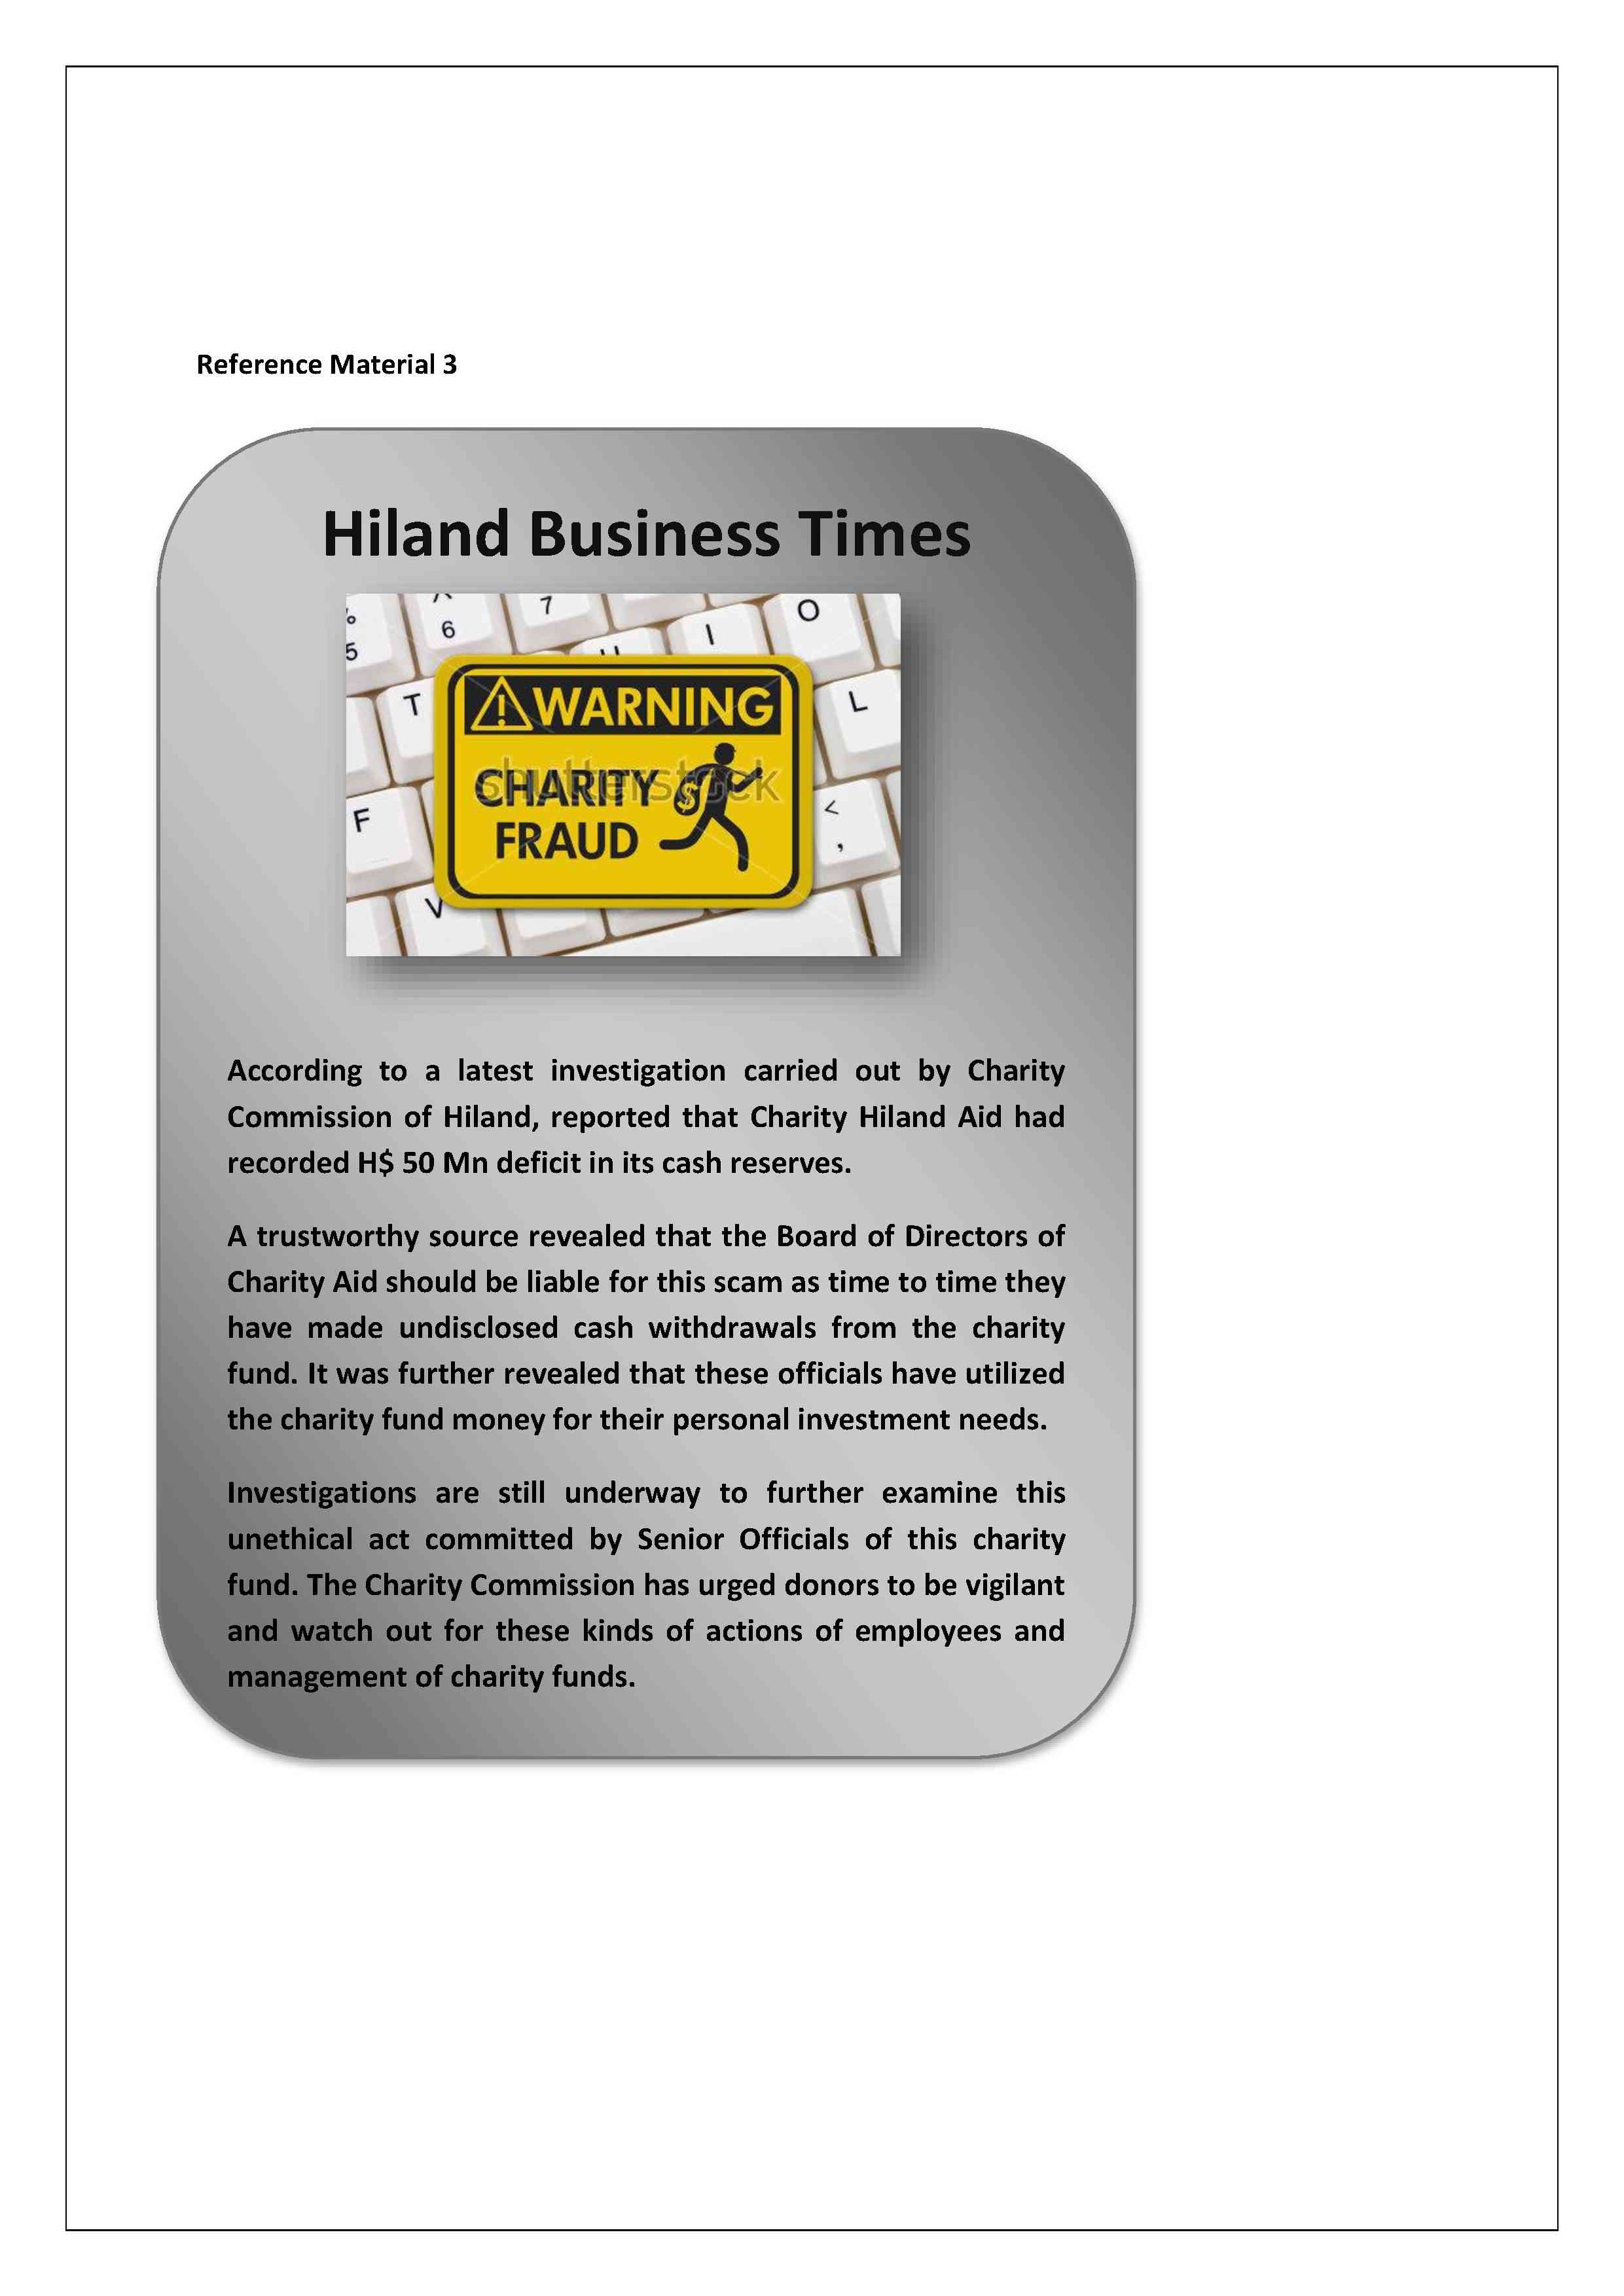 Reference Material 3
Hiland Business Times
%
5
^
6
7
U
I
O
T
WARNING
L
shutterstock
CHARITY
$
F
FRAUD
<
,
V
According to a latest investigation carried out by Charity
Commission of Hiland, reported that Charity Hiland Aid had
recorded H$ 50 Mn deficit in its cash reserves.
A trustworthy source revealed that the Board of Directors of
Charity Aid should be liable for this scam as time to time they
have made undisclosed cash withdrawals from the charity
fund. It was further revealed that these officials have utilized
the charity fund money for their personal investment needs.
Investigations are still underway to further examine this
unethical act committed by Senior Officials of this charity
fund. The Charity Commission has urged donors to be vigilant
and watch out for these kinds of actions of employees and
management of charity funds.